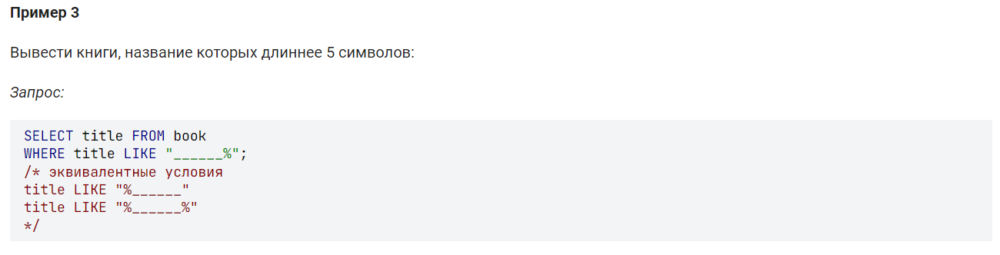 Пример 3
Вывести книги, название которых длиннее 5 символов:
Запрос:
SELECT title FROM book
WHERE title LIKE "______%";
/* эквивалентные условия
title LIKE "%______"
title LIKE "%______%"
*/